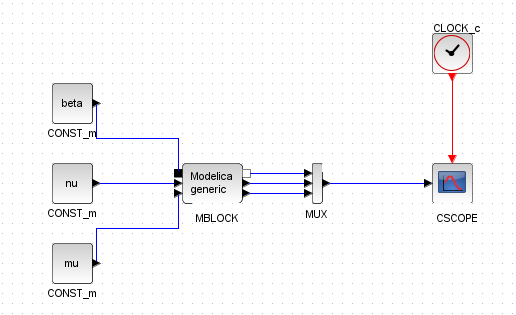 CLOCK_c
beta
CONST_m
nu
CONST_m
Modelica
generic
MBLOCK
MUX
CSCOPE
mu
CONST_m